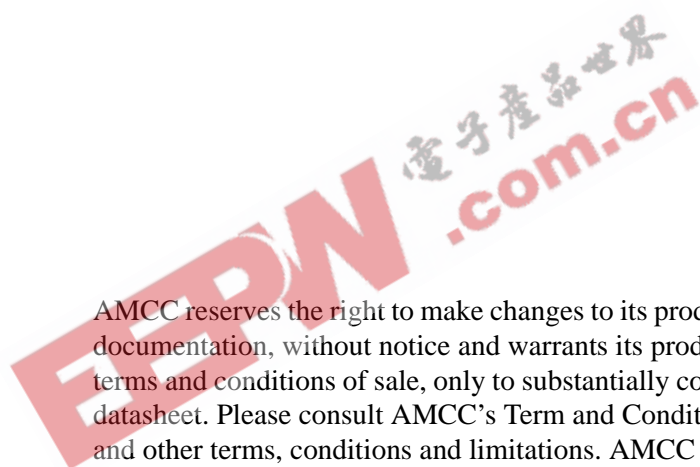 電子產品世界
EEPW .com.cn
AMCC reserves the right to make changes to its prod
documentation, without notice and warrants its prod
terms and conditions of sale, only to substantially co
datasheet. Please consult AMCC's Term and Condit
and other terms, conditions and limitations. AMCC